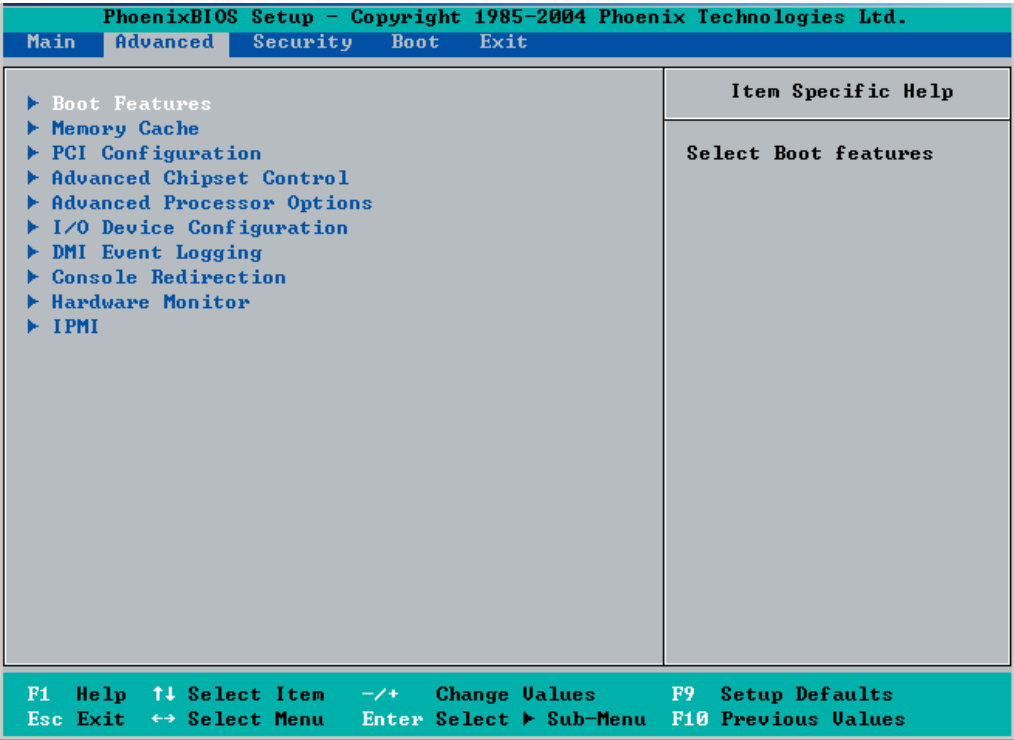 PhoenixBIOS Setup - Copyright 1985-2004 Phoenix Technologies Ltd.
Main Advanced Security Boot Exit
Boot Features
Memory Cache
PCI Configuration
Advanced Chipset Control
Advanced Processor Options
I/O Device Configuration
DMI Event Logging
Console Redirection
Hardware Monitor
IPMI
Item Specific Help
Select Boot features
F1 Help ↑↓ Select Item -/+ Change Values F9 Setup Defaults
Esc Exit ←→ Select Menu Enter Select ▶ Sub-Menu F10 Previous Values